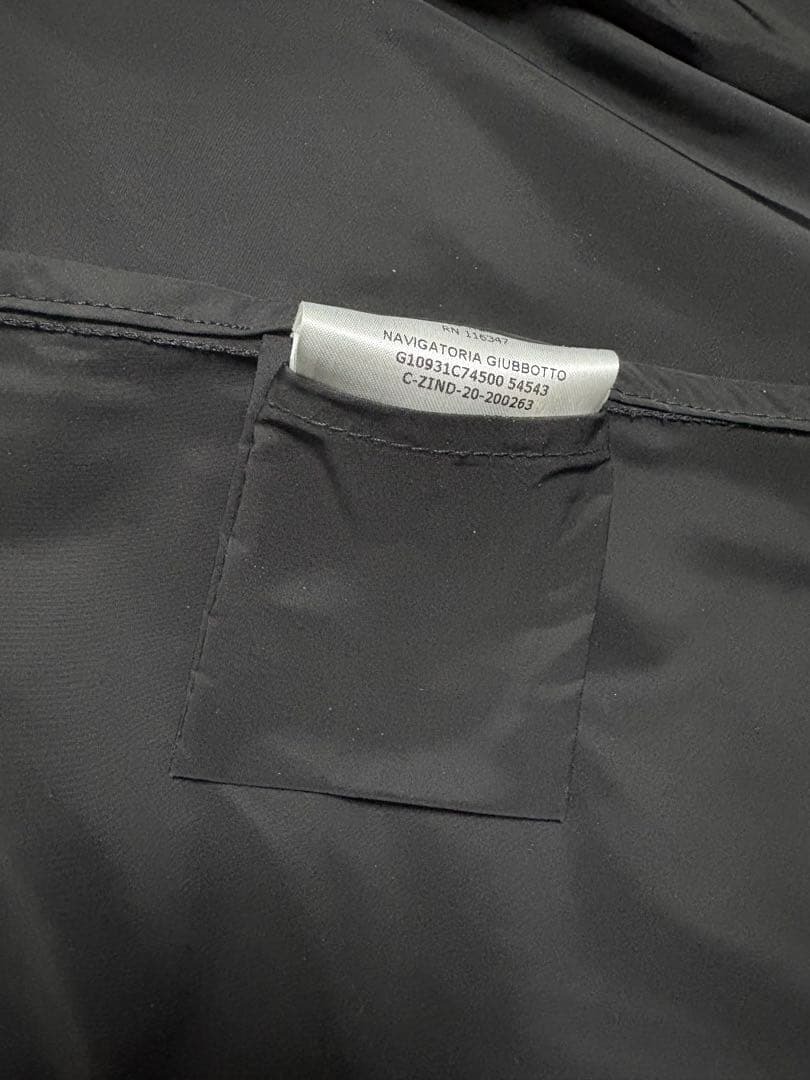 RN 116347
NAVIGATORIA GIUBBOTTO
G10931C74500 54543
C-ZIND-20-200263